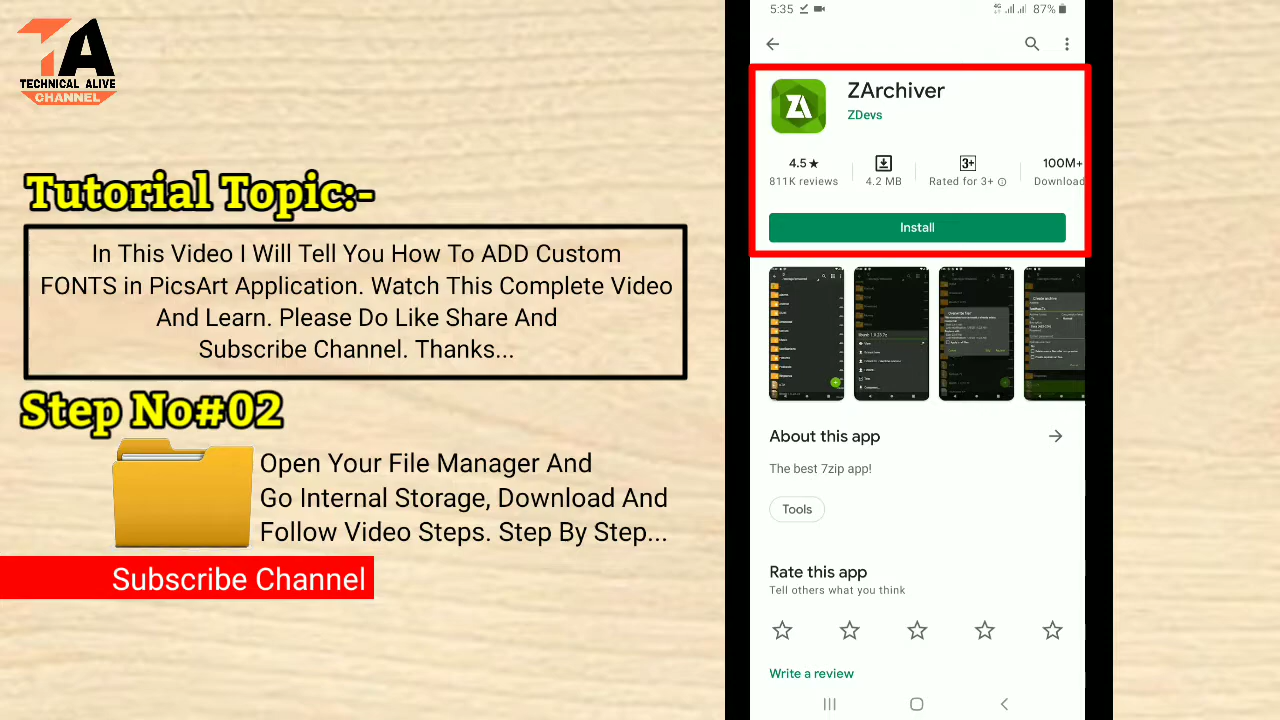 TA
TECHNICAL ALIVE
CHANNEL
Tutorial Topic:-
In This Video I Will Tell You How To ADD Custom
FONTS in PicsArt Application. Watch This Complete Video
And Learn. Please Do Like Share And
Subscribe Channel. Thanks...
Step No#02
Open Your File Manager And
Go Internal Storage, Download And
Follow Video Steps. Step By Step...
Subscribe Channel
5:35
4G
87%
ZArchiver
ZDevs
4.5★
811K reviews
4.2 MB
3+
Rated for 3+
100M+
Download
Install
About this app
The best 7zip app!
Tools
Rate this app
Tell others what you think
Write a review